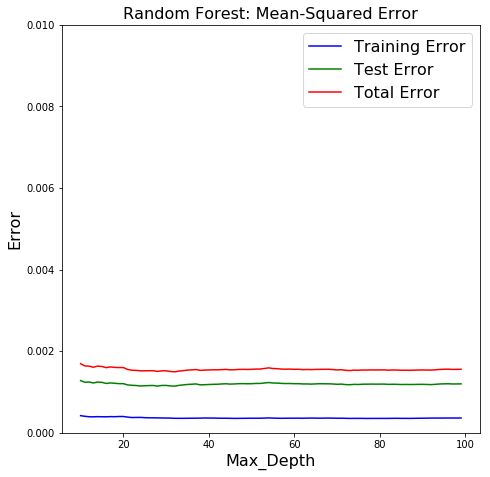 Random Forest: Mean-Squared Error
0.010
0.008
0.006
0.004
0.002
0.000
Error
Training Error
Test Error
Total Error
20
40
60
80
100
Max_Depth